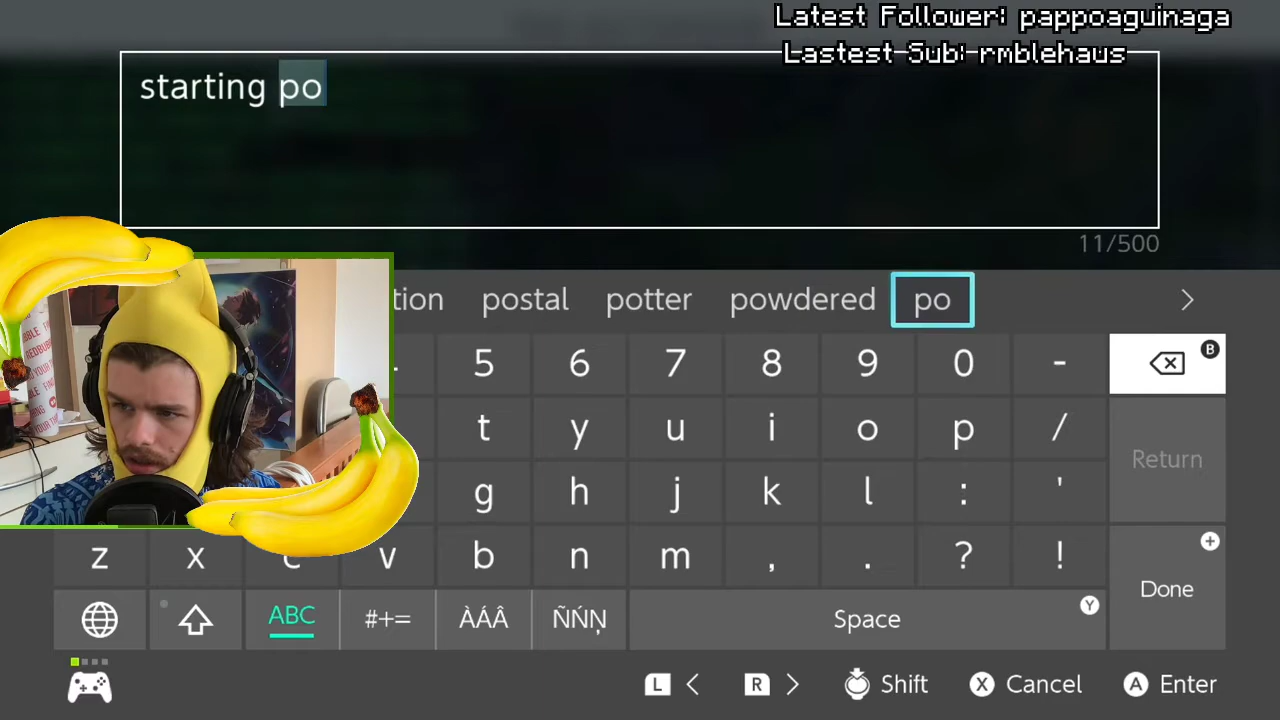 Latest Follower: pappoaguinaga
Lastest Sub: rmblehaus
starting po
11/500
tion postal potter powdered po
5 6 7 8 9 0 -
t y u i o p /
Return
g h j k l : '
z x c v b n m , . ? !
Done
ABC #+= ÀÁÂ ÑŃŅ Space
L R Shift X Cancel A Enter
B
+
Y